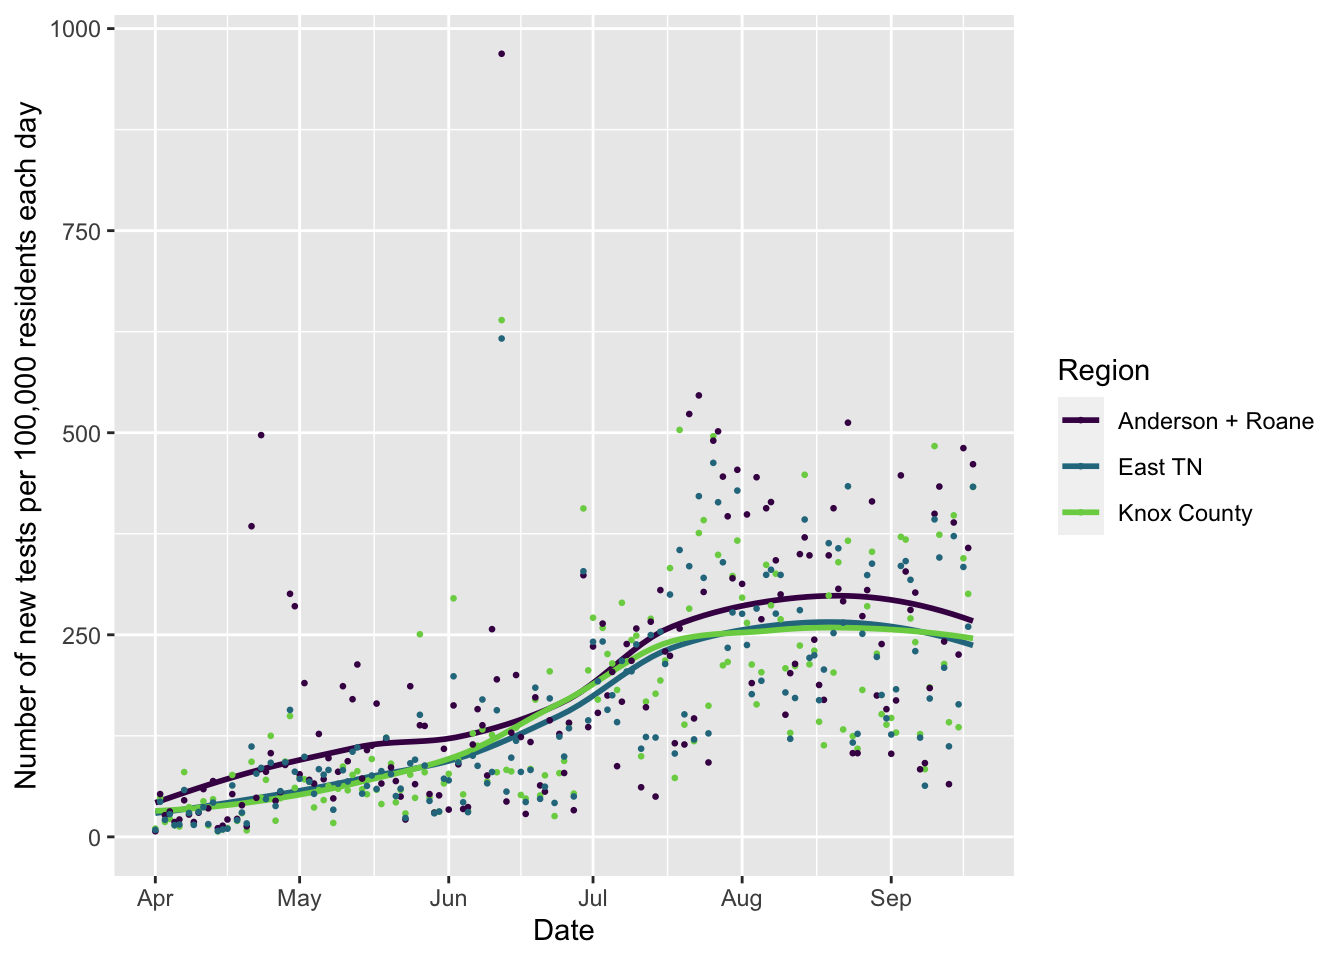 Number of new tests per 100,000 residents each day
1000
750
500
250
0
Apr
May
Jun
Jul
Aug
Sep
Date
Region
Anderson + Roane
East TN
Knox County